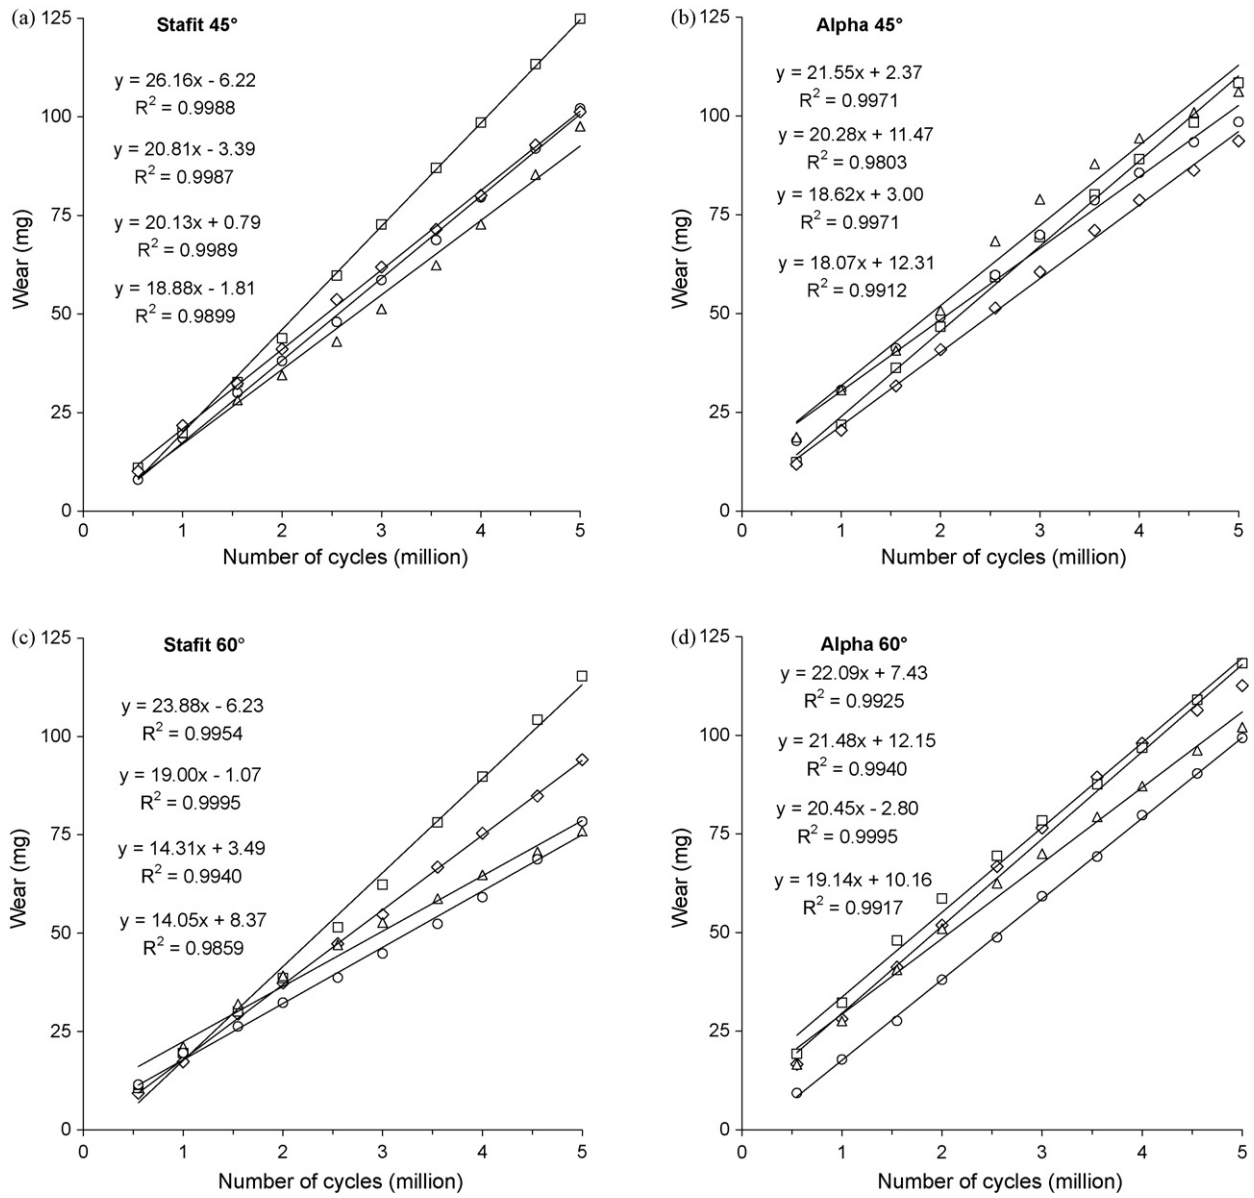 (a)
Stafit 45°
y = 26.16x - 6.22
R² = 0.9988
y = 20.81x - 3.39
R² = 0.9987
y = 20.13x + 0.79
R² = 0.9989
y = 18.88x - 1.81
R² = 0.9899
Wear (mg)
125
100
75
50
25
0
0 1 2 3 4 5
Number of cycles (million)
(b)
Alpha 45°
y = 21.55x + 2.37
R² = 0.9971
y = 20.28x + 11.47
R² = 0.9803
y = 18.62x + 3.00
R² = 0.9971
y = 18.07x + 12.31
R² = 0.9912
Wear (mg)
125
100
75
50
25
0
0 1 2 3 4 5
Number of cycles (million)
(c)
Stafit 60°
y = 23.88x - 6.23
R² = 0.9954
y = 19.00x - 1.07
R² = 0.9995
y = 14.31x + 3.49
R² = 0.9940
y = 14.05x + 8.37
R² = 0.9859
Wear (mg)
125
100
75
50
25
0
0 1 2 3 4 5
Number of cycles (million)
(d)
Alpha 60°
y = 22.09x + 7.43
R² = 0.9925
y = 21.48x + 12.15
R² = 0.9940
y = 20.45x - 2.80
R² = 0.9995
y = 19.14x + 10.16
R² = 0.9917
Wear (mg)
125
100
75
50
25
0
0 1 2 3 4 5
Number of cycles (million)